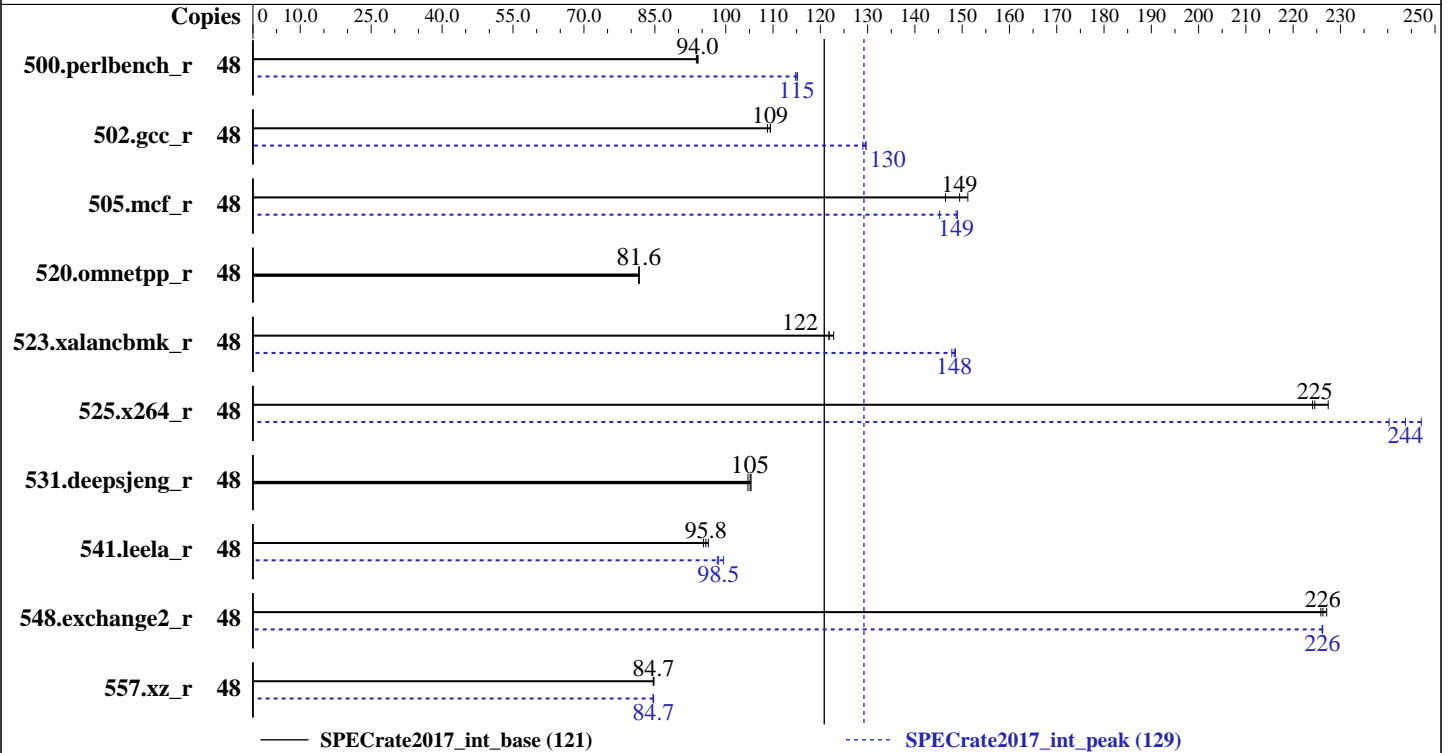 Copies 0 10.0 25.0 40.0 55.0 70.0 85.0 100 110 120 130 140 150 160 170 180 190 200 210 220 230 250
94.0
500.perlbench_r 48
115
109
502.gcc_r 48
130
149
505.mcf_r 48
149
81.6
520.omnetpp_r 48
122
523.xalancbmk_r 48
148
225
525.x264_r 48
244
105
531.deepsjeng_r 48
95.8
541.leela_r 48
98.5
226
548.exchange2_r 48
226
84.7
557.xz_r 48
84.7
SPECrate2017_int_base (121) SPECrate2017_int_peak (129)